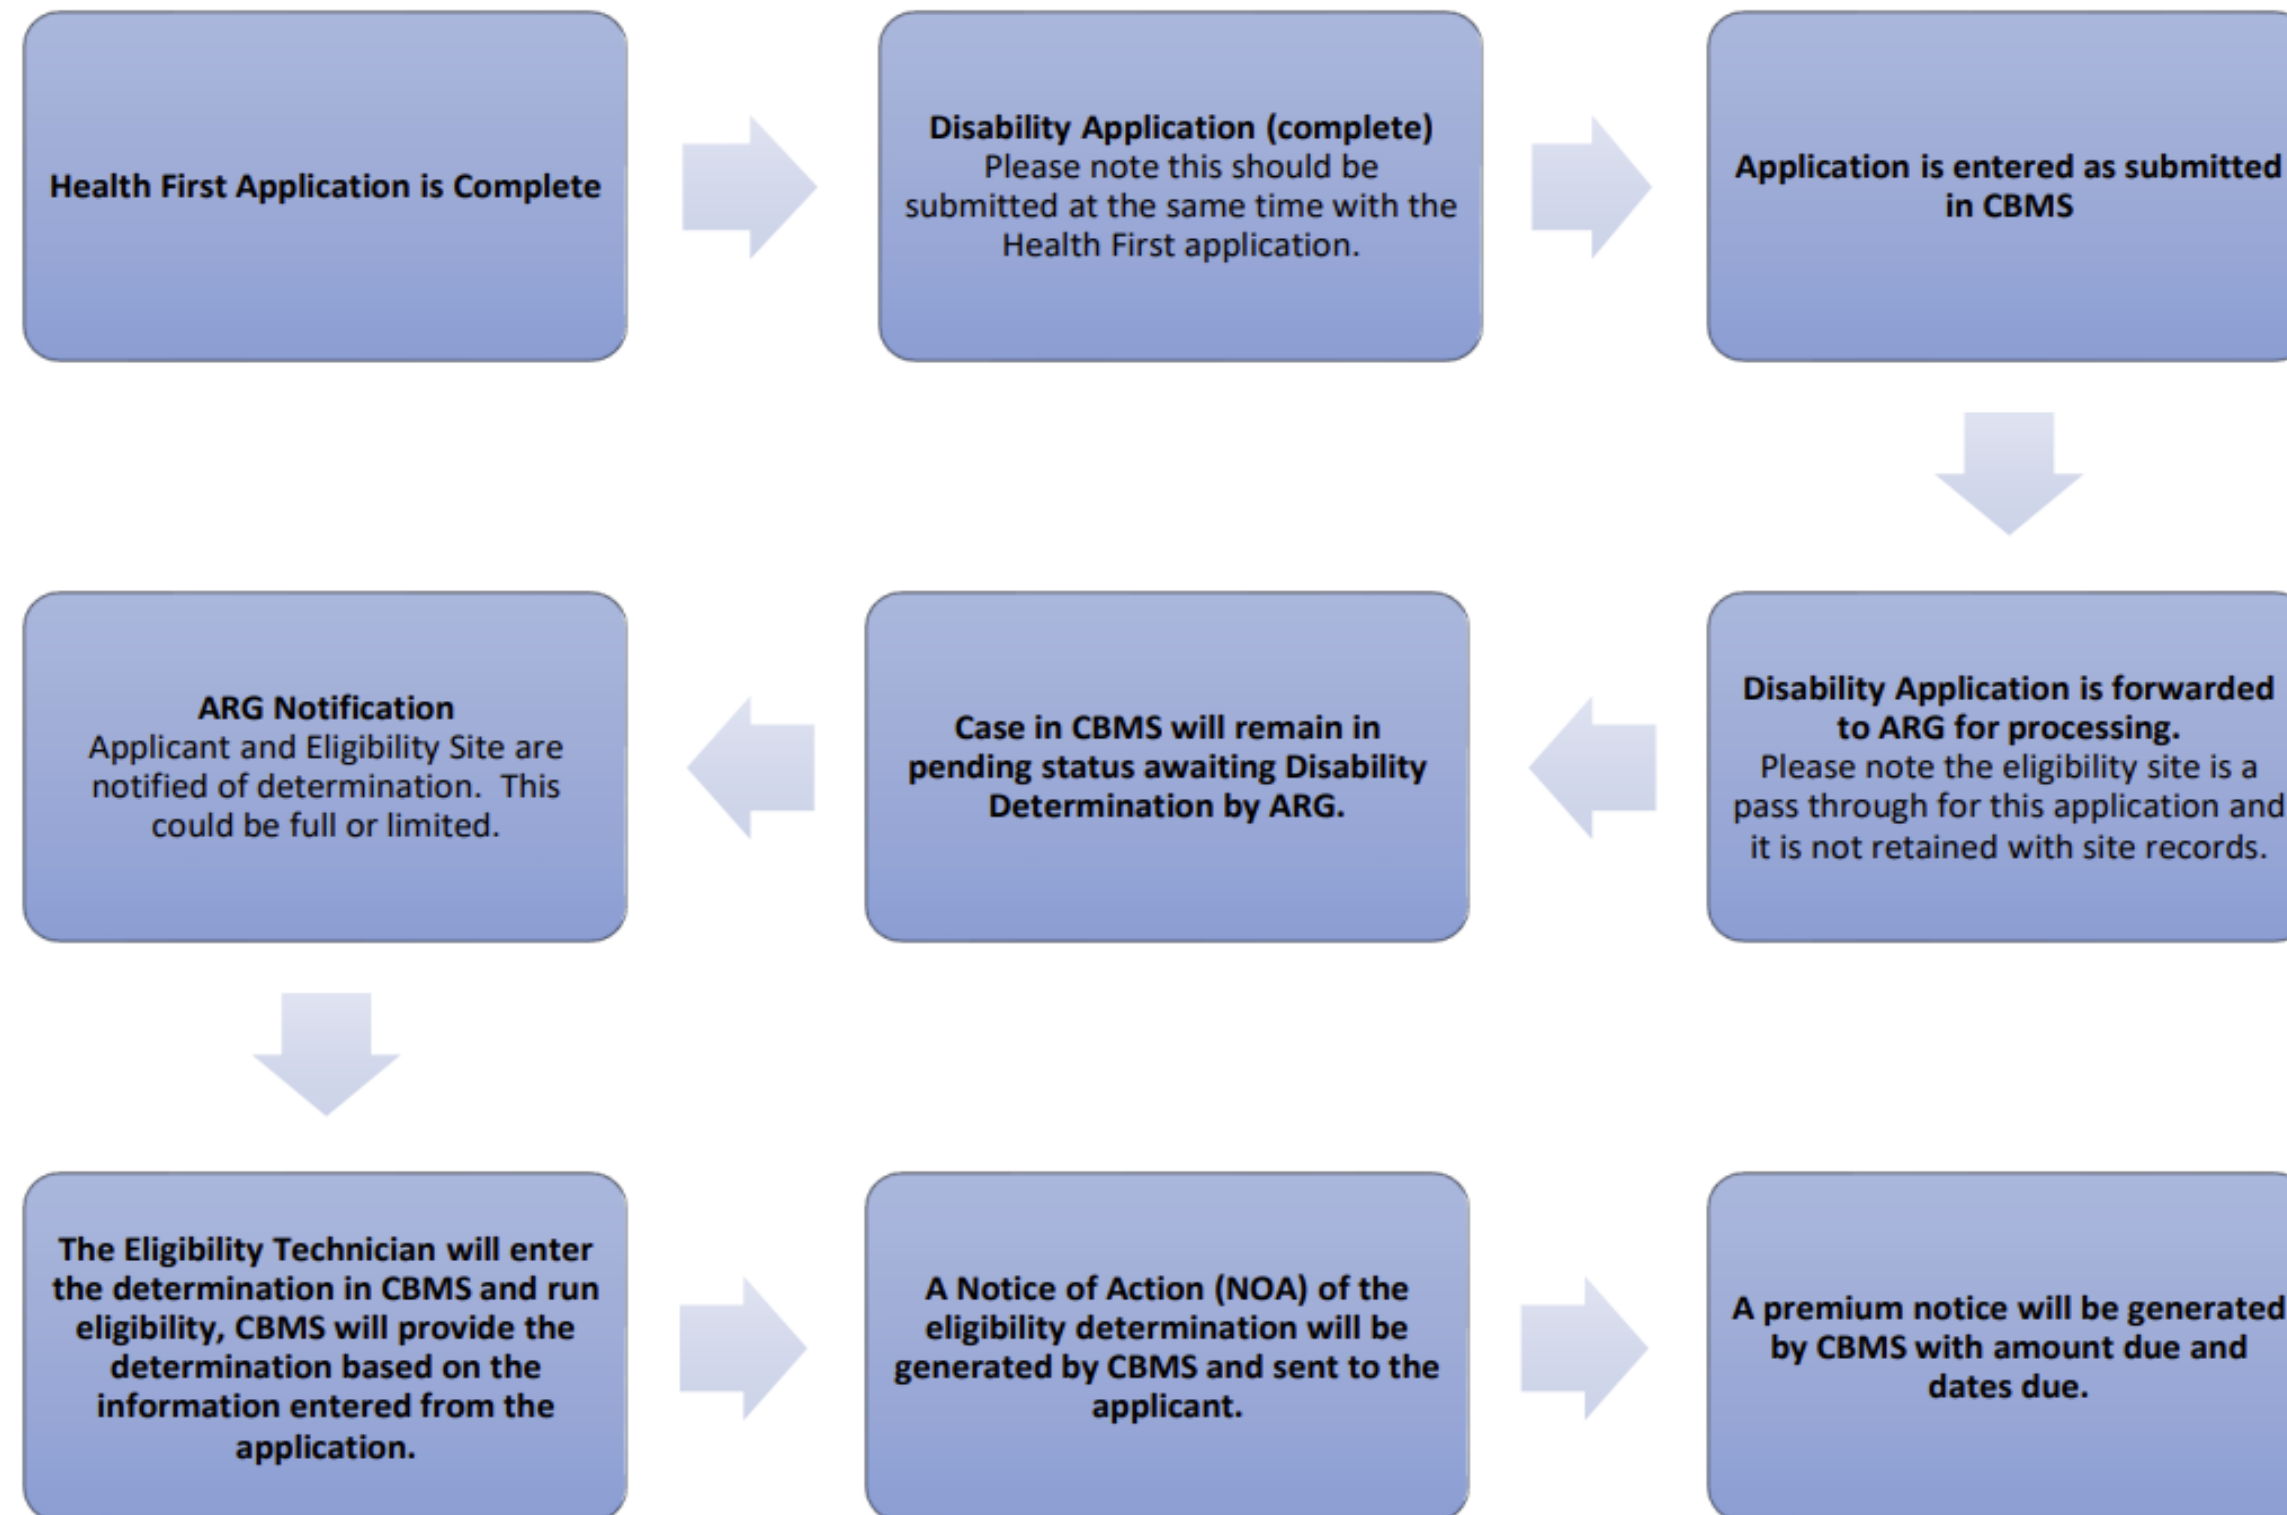 Health First Application is Complete
Disability Application (complete)
Please note this should be
submitted at the same time with the
Health First application.
Application is entered as submitted
in CBMS
Disability Application is forwarded
to ARG for processing.
Please note the eligibility site is a
pass through for this application and
it is not retained with site records.
Case in CBMS will remain in
pending status awaiting Disability
Determination by ARG.
ARG Notification
Applicant and Eligibility Site are
notified of determination.  This
could be full or limited.
The Eligibility Technician will enter
the determination in CBMS and run
eligibility, CBMS will provide the
determination based on the
information entered from the
application.
A Notice of Action (NOA) of the
eligibility determination will be
generated by CBMS and sent to the
applicant.
A premium notice will be generated
by CBMS with amount due and
dates due.